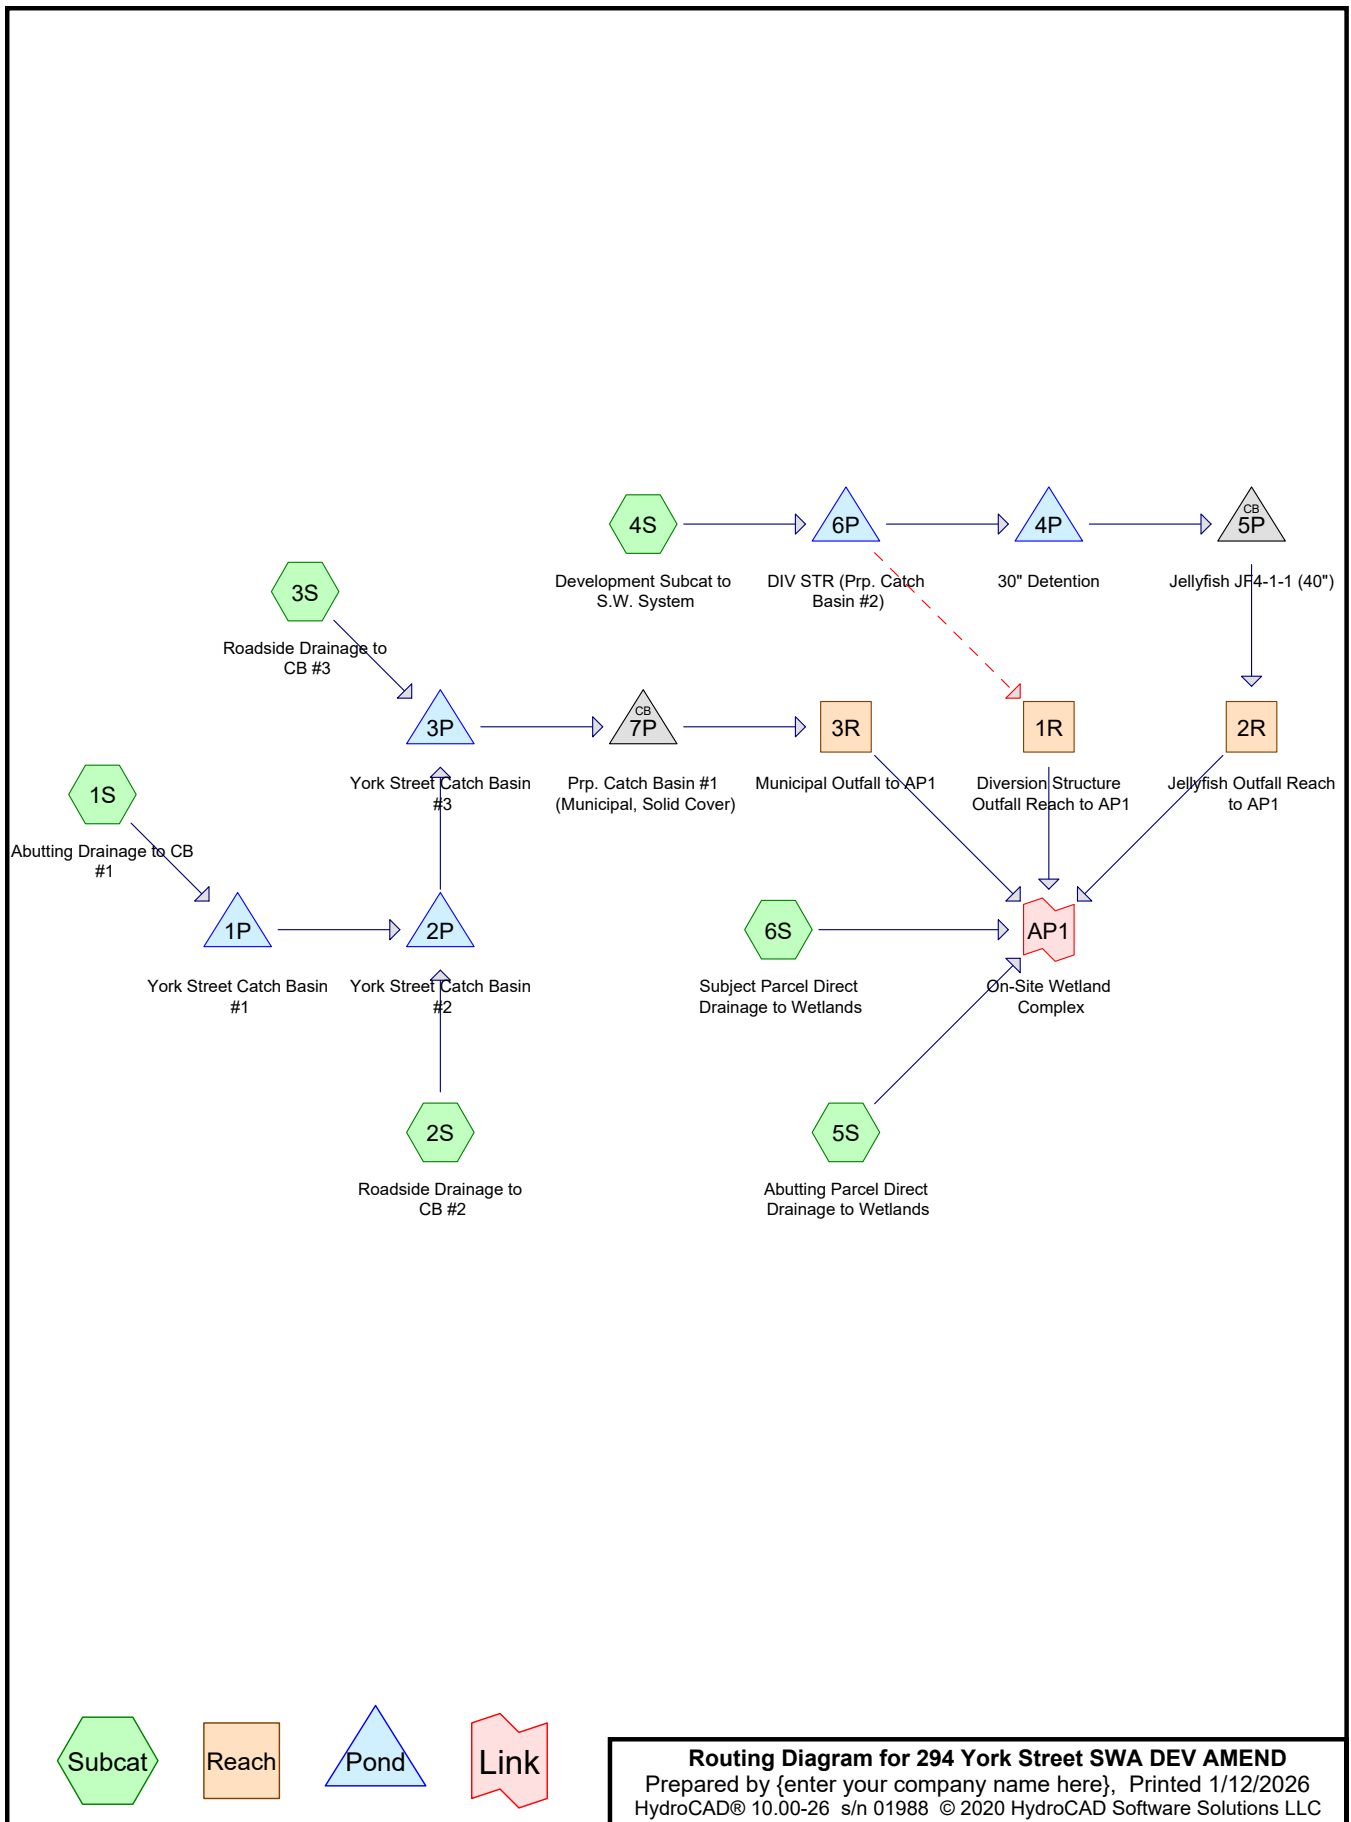 4S
Development Subcat to
S.W. System
6P
DIV STR (Prp. Catch
Basin #2)
4P
30" Detention
CB
5P
Jellyfish JF4-1-1 (40")
3S
Roadside Drainage to
CB #3
3P
York Street Catch Basin
#3
CB
7P
Prp. Catch Basin #1
(Municipal, Solid Cover)
3R
Municipal Outfall to AP1
1R
Diversion Structure
Outfall Reach to AP1
2R
Jellyfish Outfall Reach
to AP1
1S
Abutting Drainage to CB
#1
1P
York Street Catch Basin
#1
2P
York Street Catch Basin
#2
6S
Subject Parcel Direct
Drainage to Wetlands
AP1
On-Site Wetland
Complex
2S
Roadside Drainage to
CB #2
5S
Abutting Parcel Direct
Drainage to Wetlands
Subcat
Reach
Pond
Link
Routing Diagram for 294 York Street SWA DEV AMEND
Prepared by {enter your company name here}, Printed 1/12/2026
HydroCAD® 10.00-26 s/n 01988 © 2020 HydroCAD Software Solutions LLC